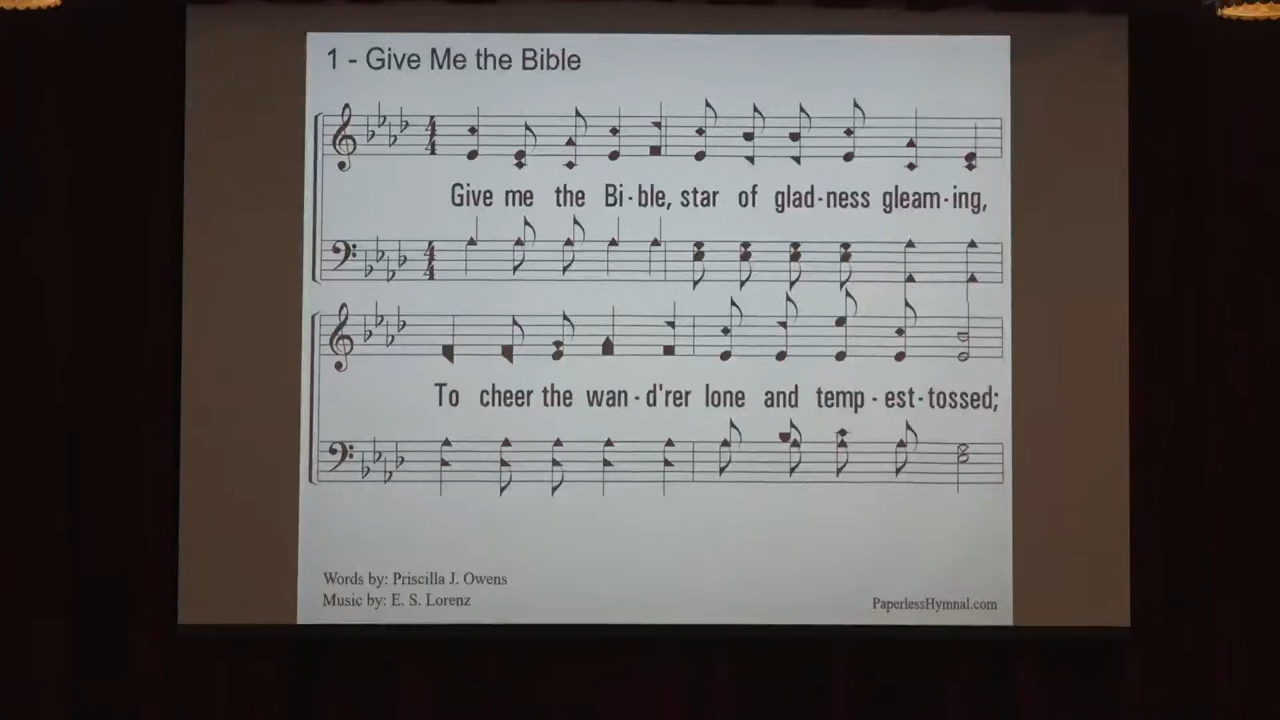 1 - Give Me the Bible
Give me the Bi - ble, star of glad - ness gleam - ing,
To cheer the wan - d'rer lone and temp - est - tossed;
Words by: Priscilla J. Owens
Music by: E. S. Lorenz
PaperlessHymnal.com